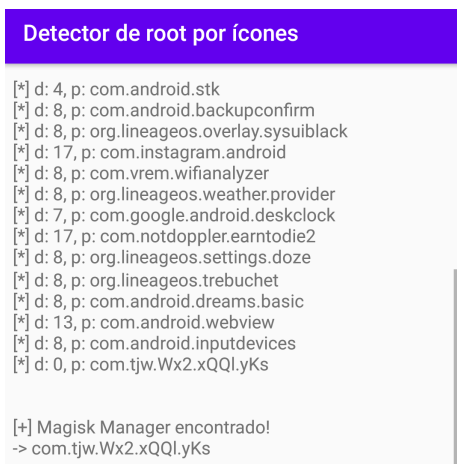 Detector de root por ícones
[*] d: 4, p: com.android.stk
[*] d: 8, p: com.android.backupconfirm
[*] d: 8, p: org.lineageos.overlay.sysuiblack
[*] d: 17, p: com.instagram.android
[*] d: 8, p: com.vrem.wifianalyzer
[*] d: 8, p: org.lineageos.weather.provider
[*] d: 7, p: com.google.android.deskclock
[*] d: 17, p: com.notdoppler.earntodie2
[*] d: 8, p: org.lineageos.settings.doze
[*] d: 8, p: org.lineageos.trebuchet
[*] d: 8, p: com.android.dreams.basic
[*] d: 13, p: com.android.webview
[*] d: 8, p: com.android.inputdevices
[*] d: 0, p: com.tjw.Wx2.xQQl.yKs
[+] Magisk Manager encontrado!
-> com.tjw.Wx2.xQQl.yKs